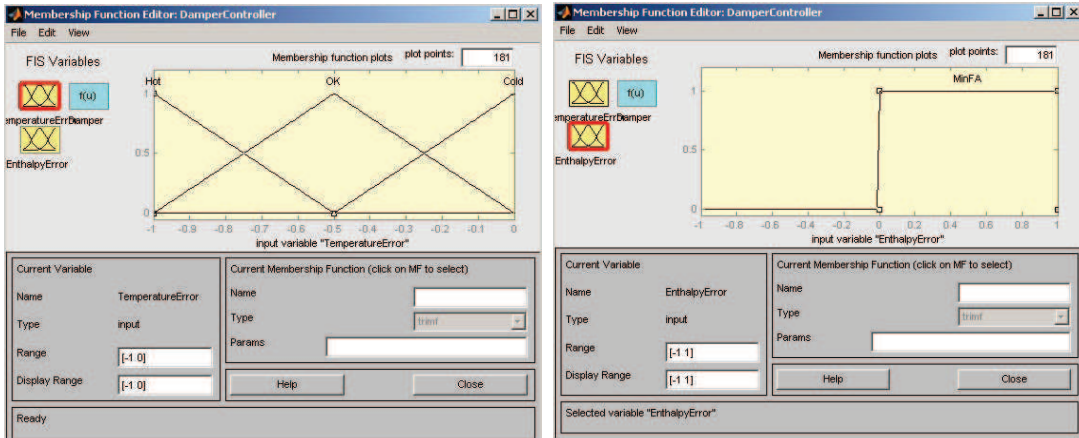 Membership Function Editor: DamperController
File Edit View
FIS Variables
Membership function plots plot points: 181
f(u)
emperatureErr Damper
EnthalpyError
Hot OK Cold
1
0.5
0
-1 -0.9 -0.8 -0.7 -0.6 -0.5 -0.4 -0.3 -0.2 -0.1 0
input variable "TemperatureError"
Current Variable
Name TemperatureError
Type input
Range [-1 0]
Display Range [-1 0]
Current Membership Function (click on MF to select)
Name
Type trimf
Params
Help Close
Ready
Membership Function Editor: DamperController
File Edit View
FIS Variables
Membership function plots plot points: 181
f(u)
emperatureErr Damper
EnthalpyError
MinFA
1
0.5
0
-1 -0.8 -0.6 -0.4 -0.2 0 0.2 0.4 0.6 0.8 1
input variable "EnthalpyError"
Current Variable
Name EnthalpyError
Type input
Range [-1 1]
Display Range [-1 1]
Current Membership Function (click on MF to select)
Name
Type trimf
Params
Help Close
Selected variable "EnthalpyError"